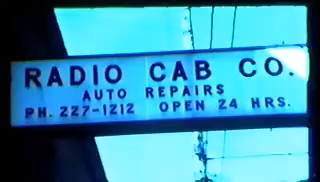 RADIO CAB CO.
AUTO REPAIRS
PH. 227-1212 OPEN 24 HRS.